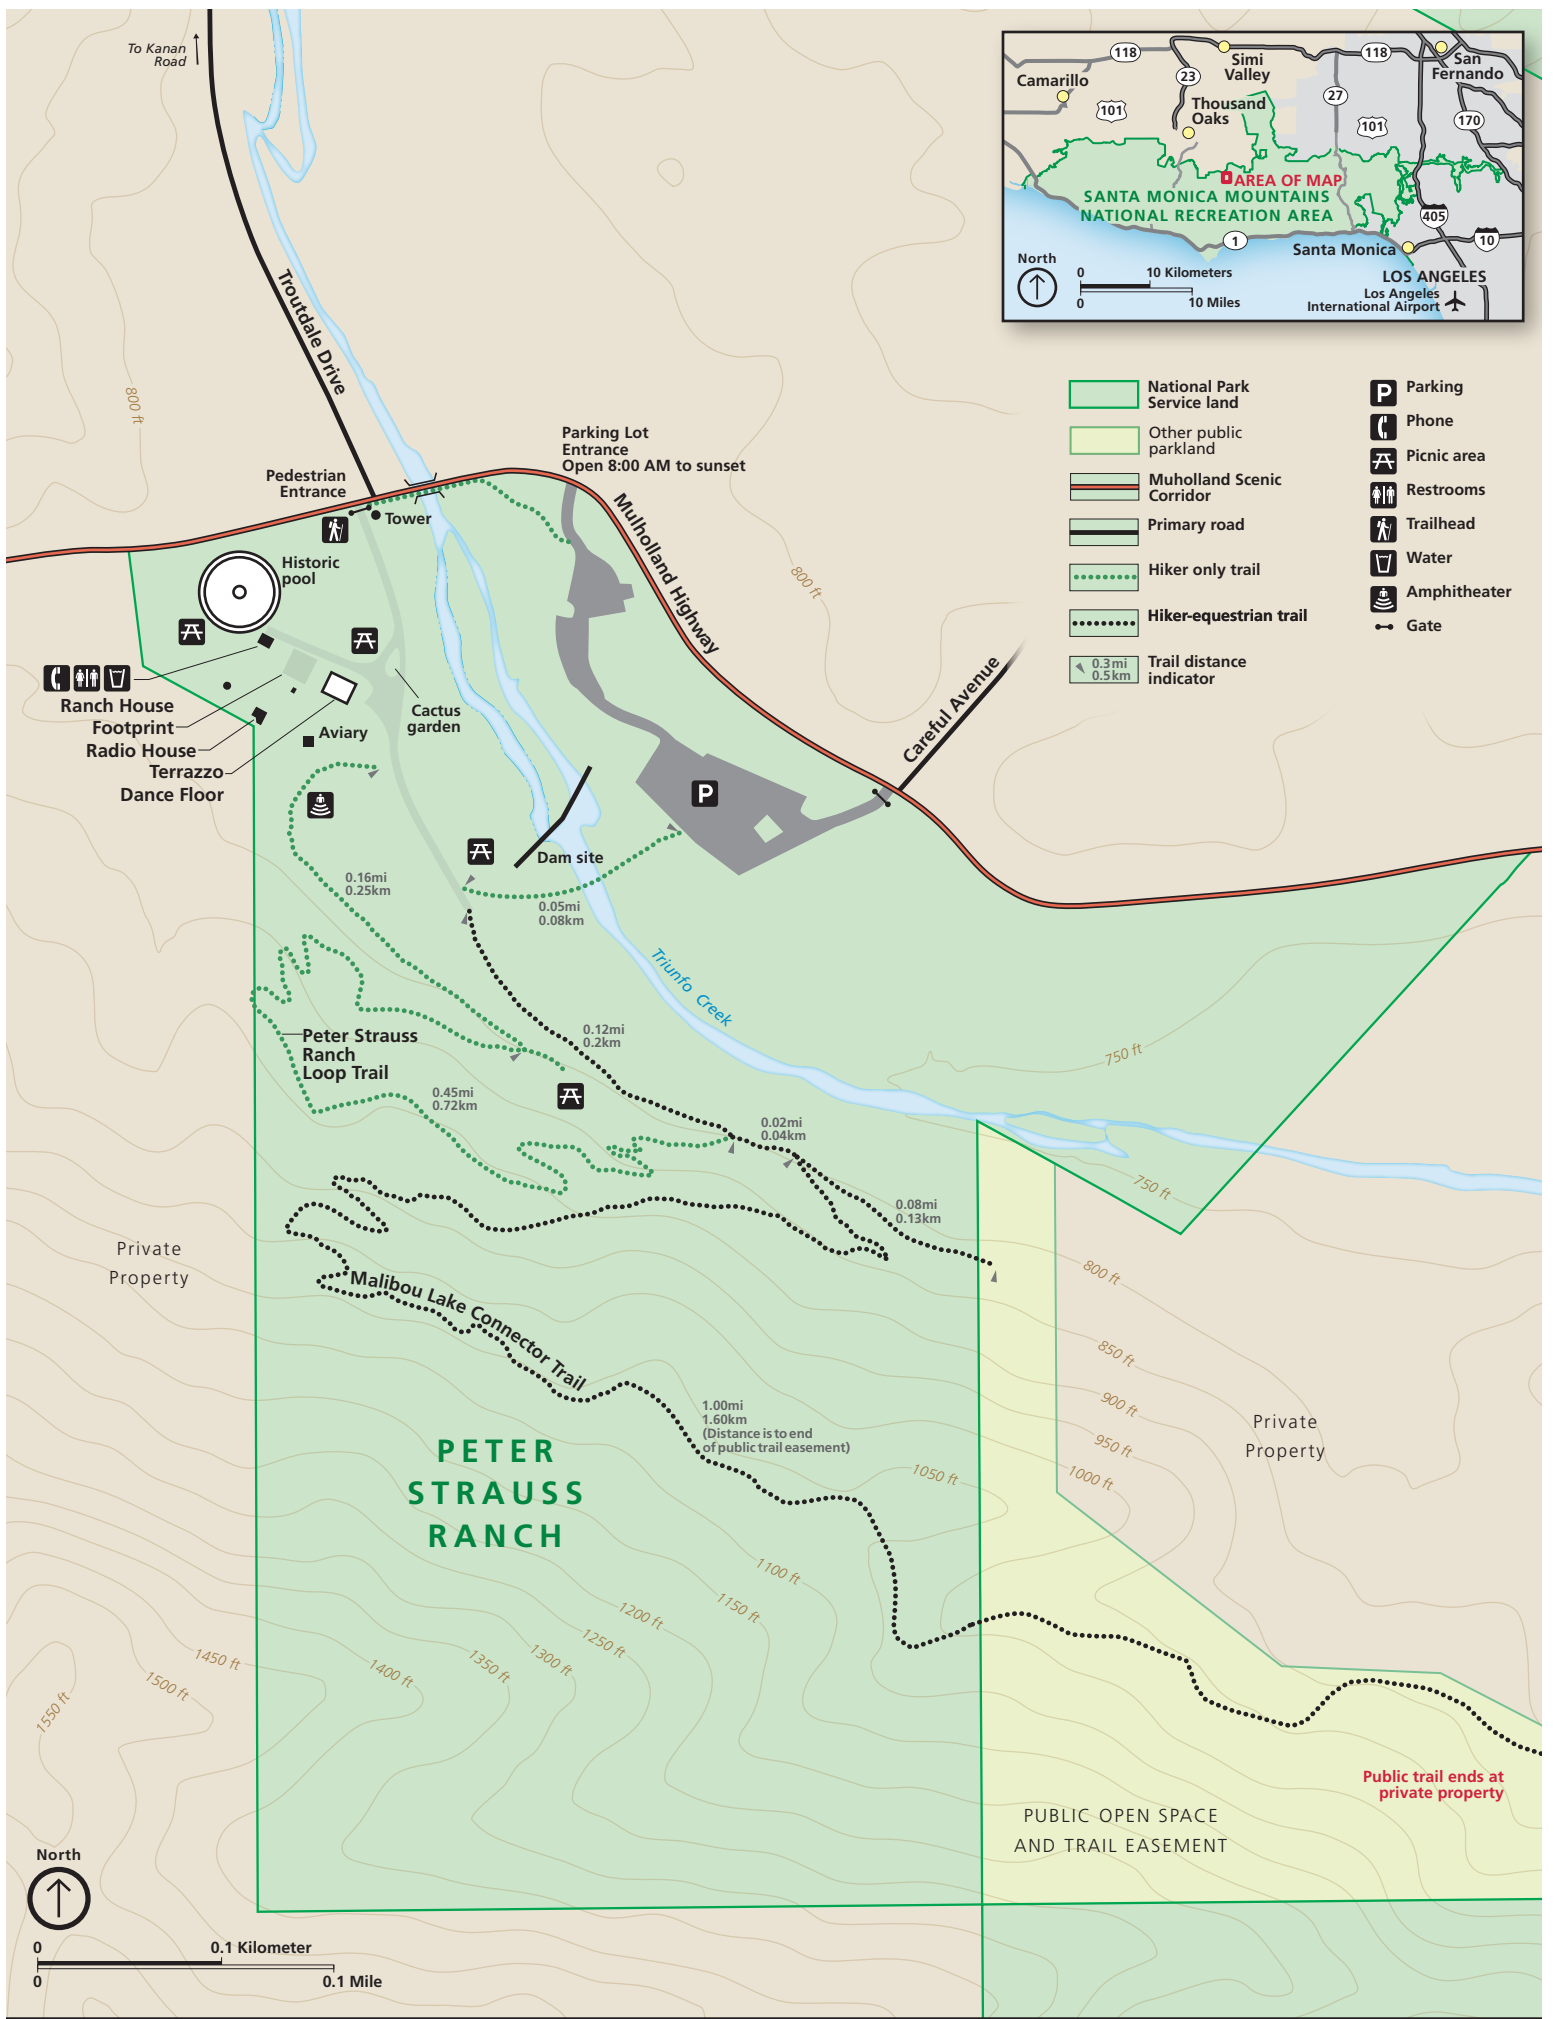 To Kanan
Road
Troutdale Drive
800 ft
118
118
Simi
Valley
San
Fernando
23
Camarillo
27
101
Thousand
Oaks
101
170
AREA OF MAP
SANTA MONICA MOUNTAINS
NATIONAL RECREATION AREA
405
1
10
Santa Monica
North
0
10 Kilometers
0
10 Miles
LOS ANGELES
Los Angeles
International Airport
National Park
Service land
Other public
parkland
Muholland Scenic
Corridor
Primary road
Hiker only trail
Hiker-equestrian trail
0.3mi
0.5km
Trail distance
indicator
P
Parking
Phone
Picnic area
Restrooms
Trailhead
Water
Amphitheater
Gate
Parking Lot
Entrance
Open 8:00 AM to sunset
Pedestrian
Entrance
Tower
Mulholland Highway
800 ft
Historic
pool
Careful Avenue
Ranch House
Footprint
Radio House
Terrazzo
Dance Floor
Cactus
garden
Aviary
P
Dam site
0.16mi
0.25km
0.05mi
0.08km
Triunfo Creek
0.12mi
0.2km
Peter Strauss
Ranch
Loop Trail
750 ft
0.45mi
0.72km
0.02mi
0.04km
750 ft
0.08mi
0.13km
Private
Property
800 ft
Malibou Lake Connector Trail
850 ft
900 ft
950 ft
1000 ft
Private
Property
1.00mi
1.60km
(Distance is to end
of public trail easement)
PETER
STRAUSS
RANCH
1050 ft
1100 ft
1150 ft
1200 ft
1250 ft
1300 ft
1350 ft
1400 ft
1450 ft
1500 ft
1550 ft
Public trail ends at
private property
PUBLIC OPEN SPACE
AND TRAIL EASEMENT
North
0
0.1 Kilometer
0
0.1 Mile